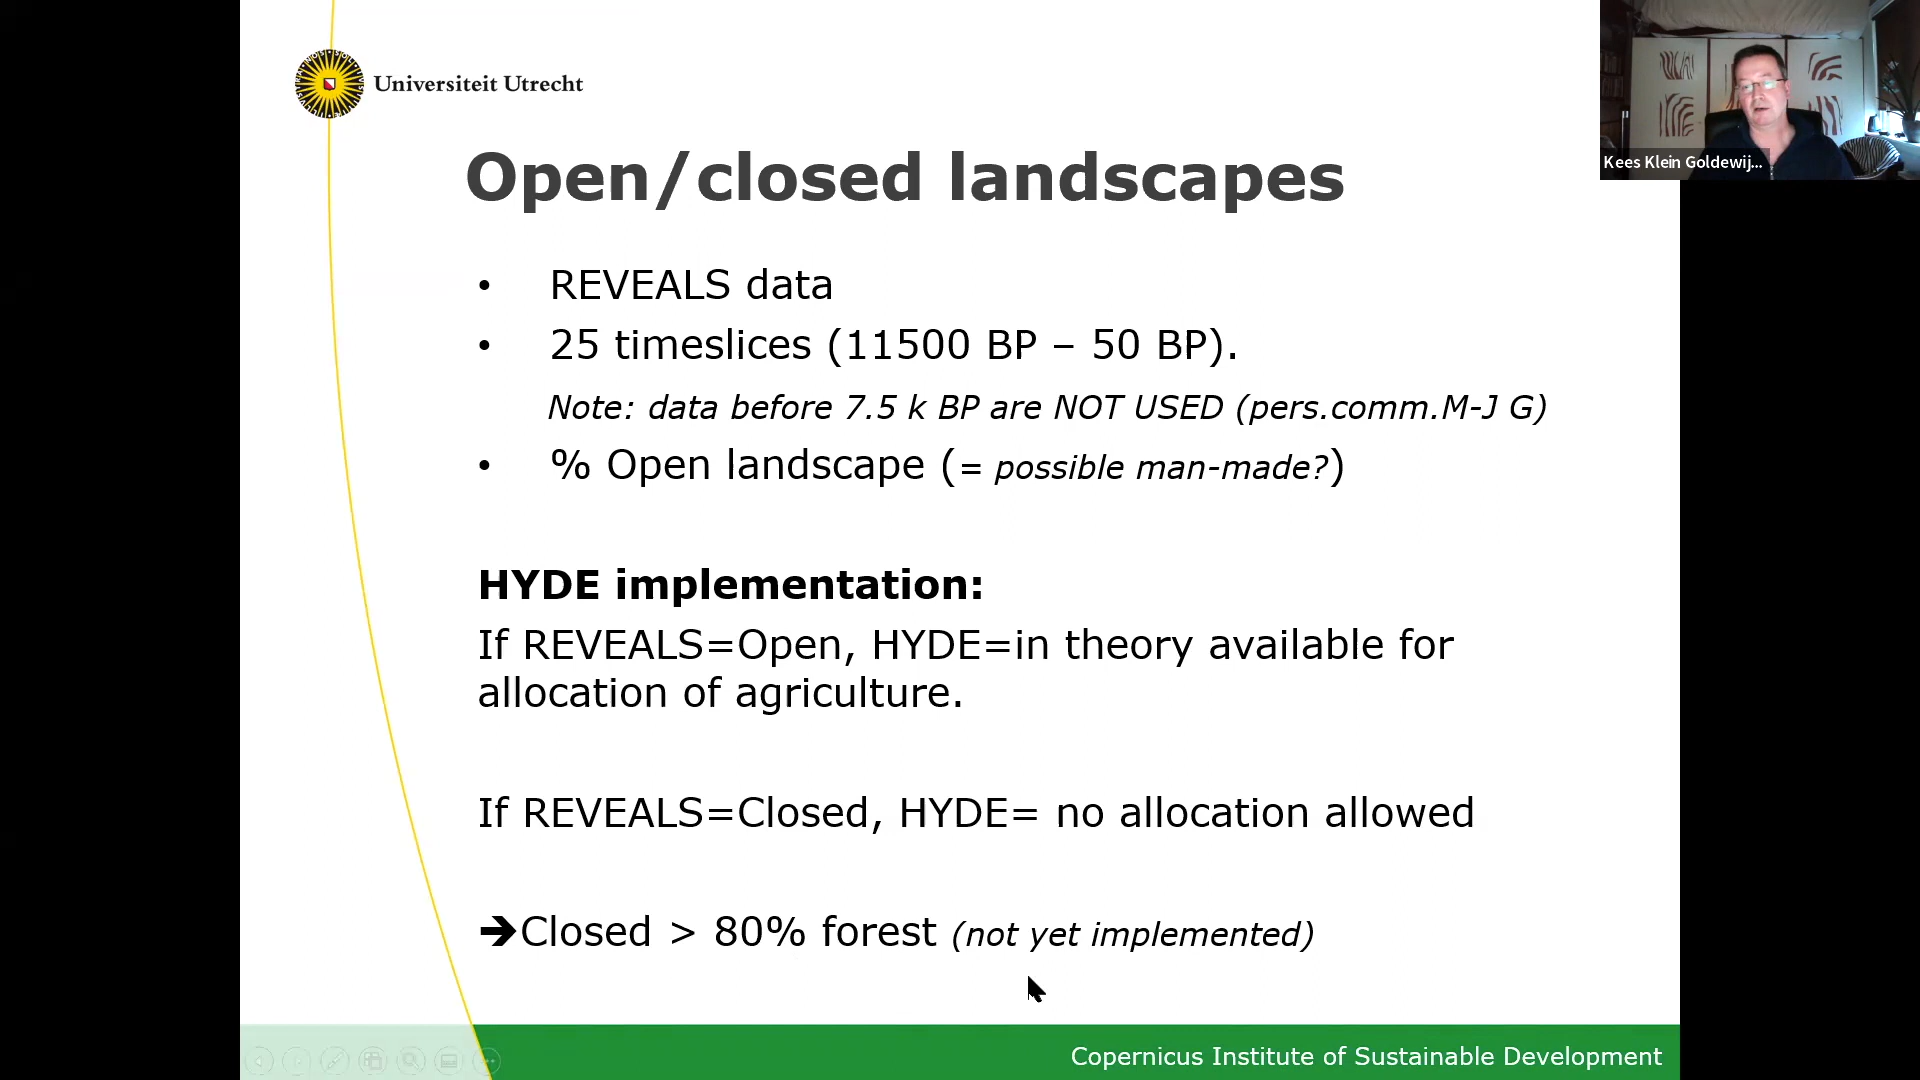 Universiteit Utrecht
Kees Klein Goldewij...
Open/closed landscapes
• REVEALS data
• 25 timeslices (11500 BP – 50 BP).
Note: data before 7.5 k BP are NOT USED (pers.comm.M-J G)
• % Open landscape (= possible man-made?)
HYDE implementation:
If REVEALS=Open, HYDE=in theory available for
allocation of agriculture.
If REVEALS=Closed, HYDE= no allocation allowed
➔Closed > 80% forest (not yet implemented)
Copernicus Institute of Sustainable Development